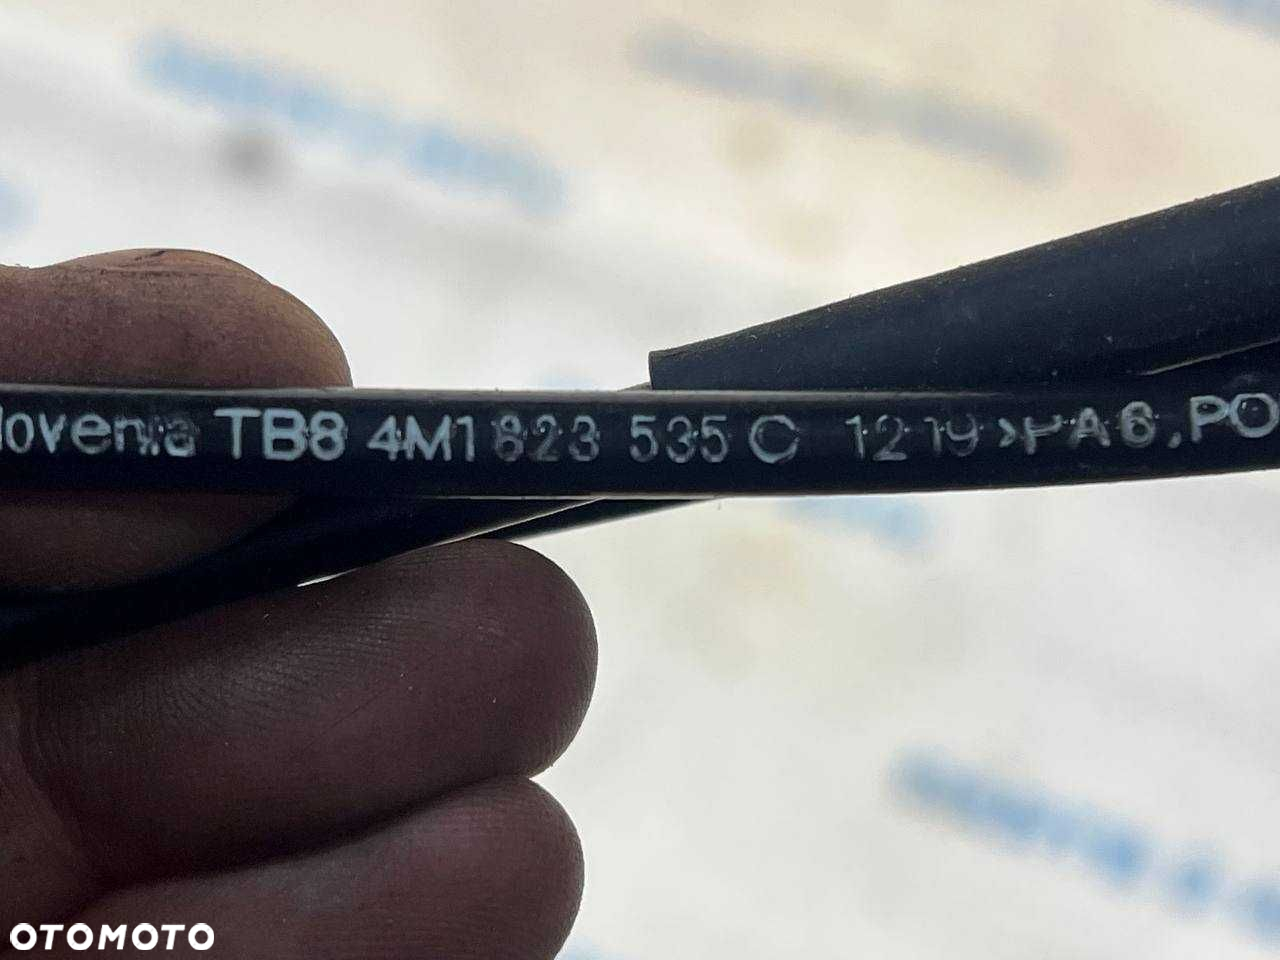 lovenia TB8 4M1 823 535 C 1219 >PA6,PO
OTOMOTO